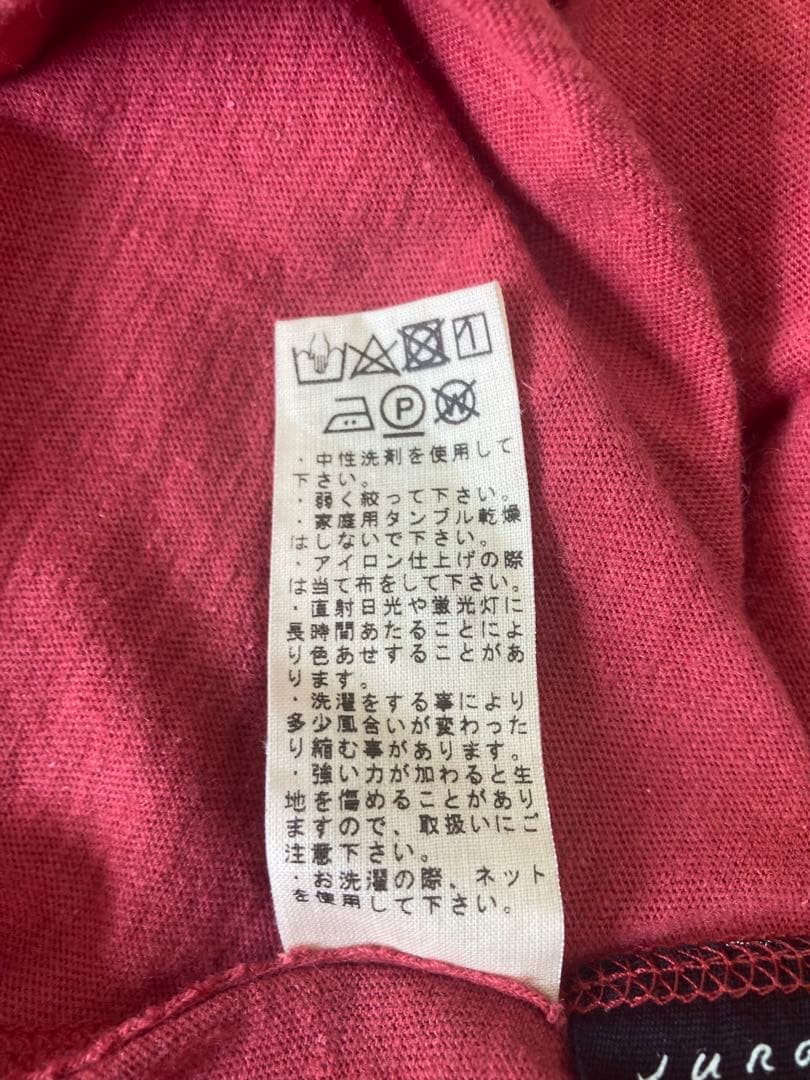 P
W
・中性洗剤を使用して
下さい。
・弱く絞って下さい。
・家庭用タンブル乾燥
はしないで下さい。
・アイロン仕上げの際
は当て布をして下さい。
・直射日光や蛍光灯に
長時間あたることによ
り色あせすることがあ
ります。
・洗濯をする事により
多少風合いが変わった
り縮む事があります。
・強い力が加わると生
地を傷めることがあり
ますので、取扱いにご
注意下さい。
・お洗濯の際、ネット
を使用して下さい。